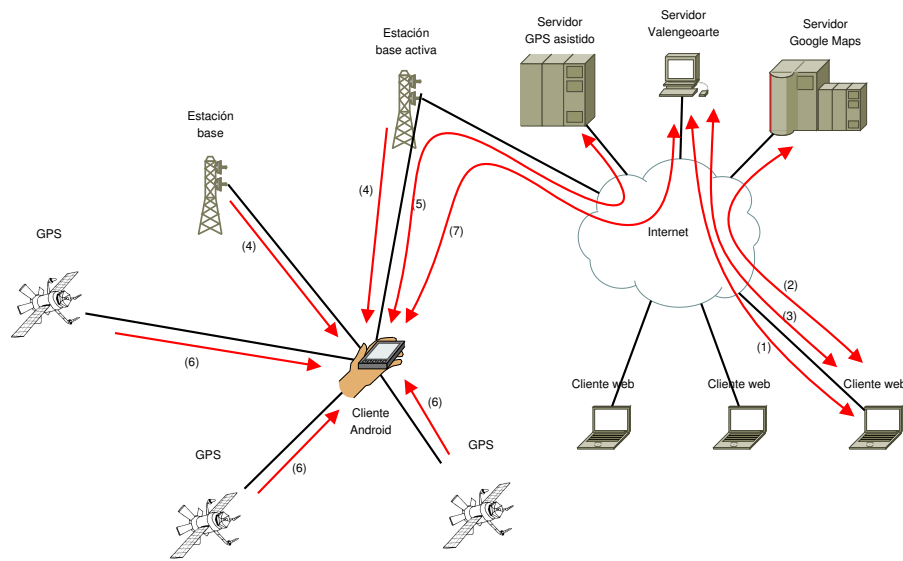 Servidor
GPS asistido
Servidor
Valengeoarte
Servidor
Google Maps
Estación
base activa
Estación
base
(4)
(5)
(4)
(7)
Internet
GPS
(2)
(3)
(1)
(6)
Cliente web
Cliente web
Cliente web
(6)
Cliente
Android
GPS
GPS
(6)